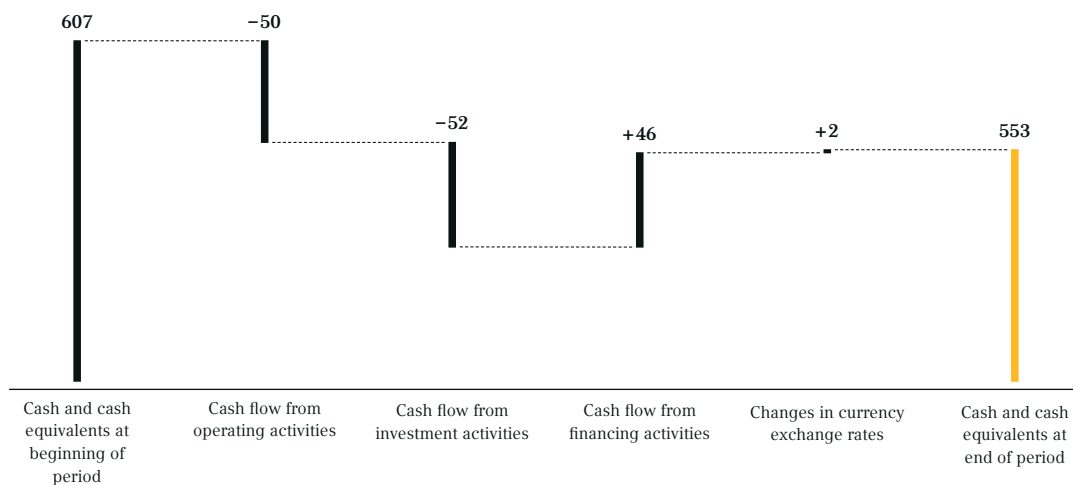 607
−50
−52
+46
+2
553
Cash and cash
equivalents at
beginning of
period
Cash flow from
operating activities
Cash flow from
investment activities
Cash flow from
financing activities
Changes in currency
exchange rates
Cash and cash
equivalents at
end of period